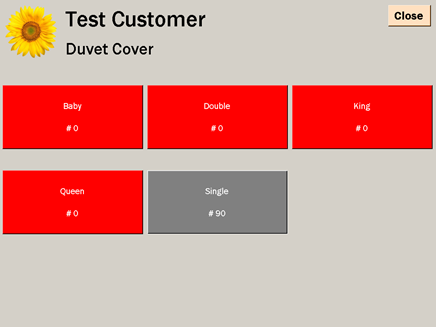 Test Customer
Close
Duvet Cover
Baby
# 0
Double
# 0
King
# 0
Queen
# 0
Single
# 90